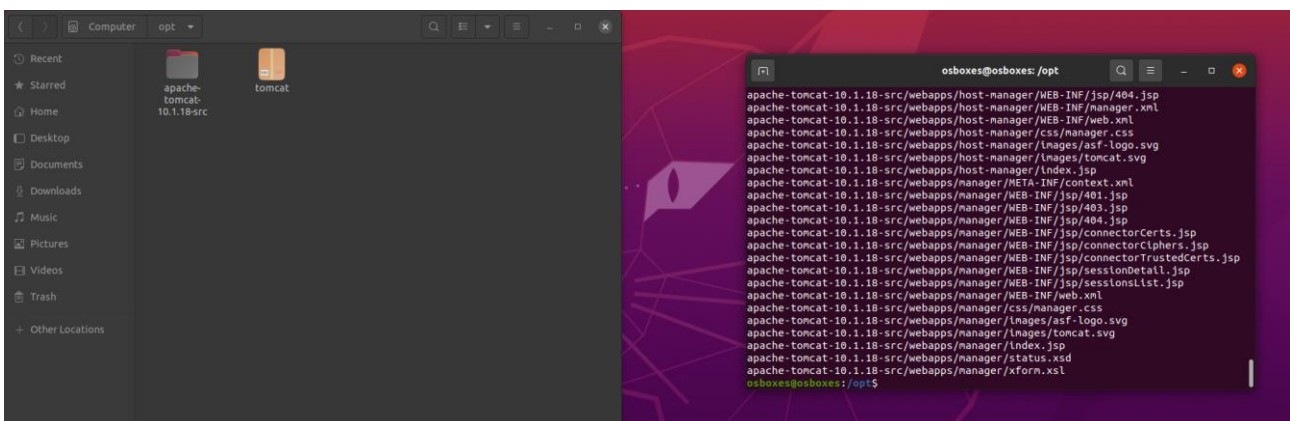 Computer opt
Recent
Starred
Home
Desktop
Documents
Downloads
Music
Pictures
Videos
Trash
+ Other Locations
apache-
tomcat-
10.1.18-src
tomcat
osboxes@osboxes: /opt
apache-tomcat-10.1.18-src/webapps/host-manager/WEB-INF/jsp/404.jsp
apache-tomcat-10.1.18-src/webapps/host-manager/WEB-INF/manager.xml
apache-tomcat-10.1.18-src/webapps/host-manager/WEB-INF/web.xml
apache-tomcat-10.1.18-src/webapps/host-manager/css/manager.css
apache-tomcat-10.1.18-src/webapps/host-manager/images/asf-logo.svg
apache-tomcat-10.1.18-src/webapps/host-manager/images/tomcat.svg
apache-tomcat-10.1.18-src/webapps/host-manager/index.jsp
apache-tomcat-10.1.18-src/webapps/manager/META-INF/context.xml
apache-tomcat-10.1.18-src/webapps/manager/WEB-INF/jsp/401.jsp
apache-tomcat-10.1.18-src/webapps/manager/WEB-INF/jsp/403.jsp
apache-tomcat-10.1.18-src/webapps/manager/WEB-INF/jsp/404.jsp
apache-tomcat-10.1.18-src/webapps/manager/WEB-INF/jsp/connectorCerts.jsp
apache-tomcat-10.1.18-src/webapps/manager/WEB-INF/jsp/connectorCiphers.jsp
apache-tomcat-10.1.18-src/webapps/manager/WEB-INF/jsp/connectorTrustedCerts.jsp
apache-tomcat-10.1.18-src/webapps/manager/WEB-INF/jsp/sessionDetail.jsp
apache-tomcat-10.1.18-src/webapps/manager/WEB-INF/jsp/sessionsList.jsp
apache-tomcat-10.1.18-src/webapps/manager/WEB-INF/web.xml
apache-tomcat-10.1.18-src/webapps/manager/css/manager.css
apache-tomcat-10.1.18-src/webapps/manager/images/asf-logo.svg
apache-tomcat-10.1.18-src/webapps/manager/images/tomcat.svg
apache-tomcat-10.1.18-src/webapps/manager/index.jsp
apache-tomcat-10.1.18-src/webapps/manager/status.xsd
apache-tomcat-10.1.18-src/webapps/manager/xform.xsl
osboxes@osboxes:/opt$